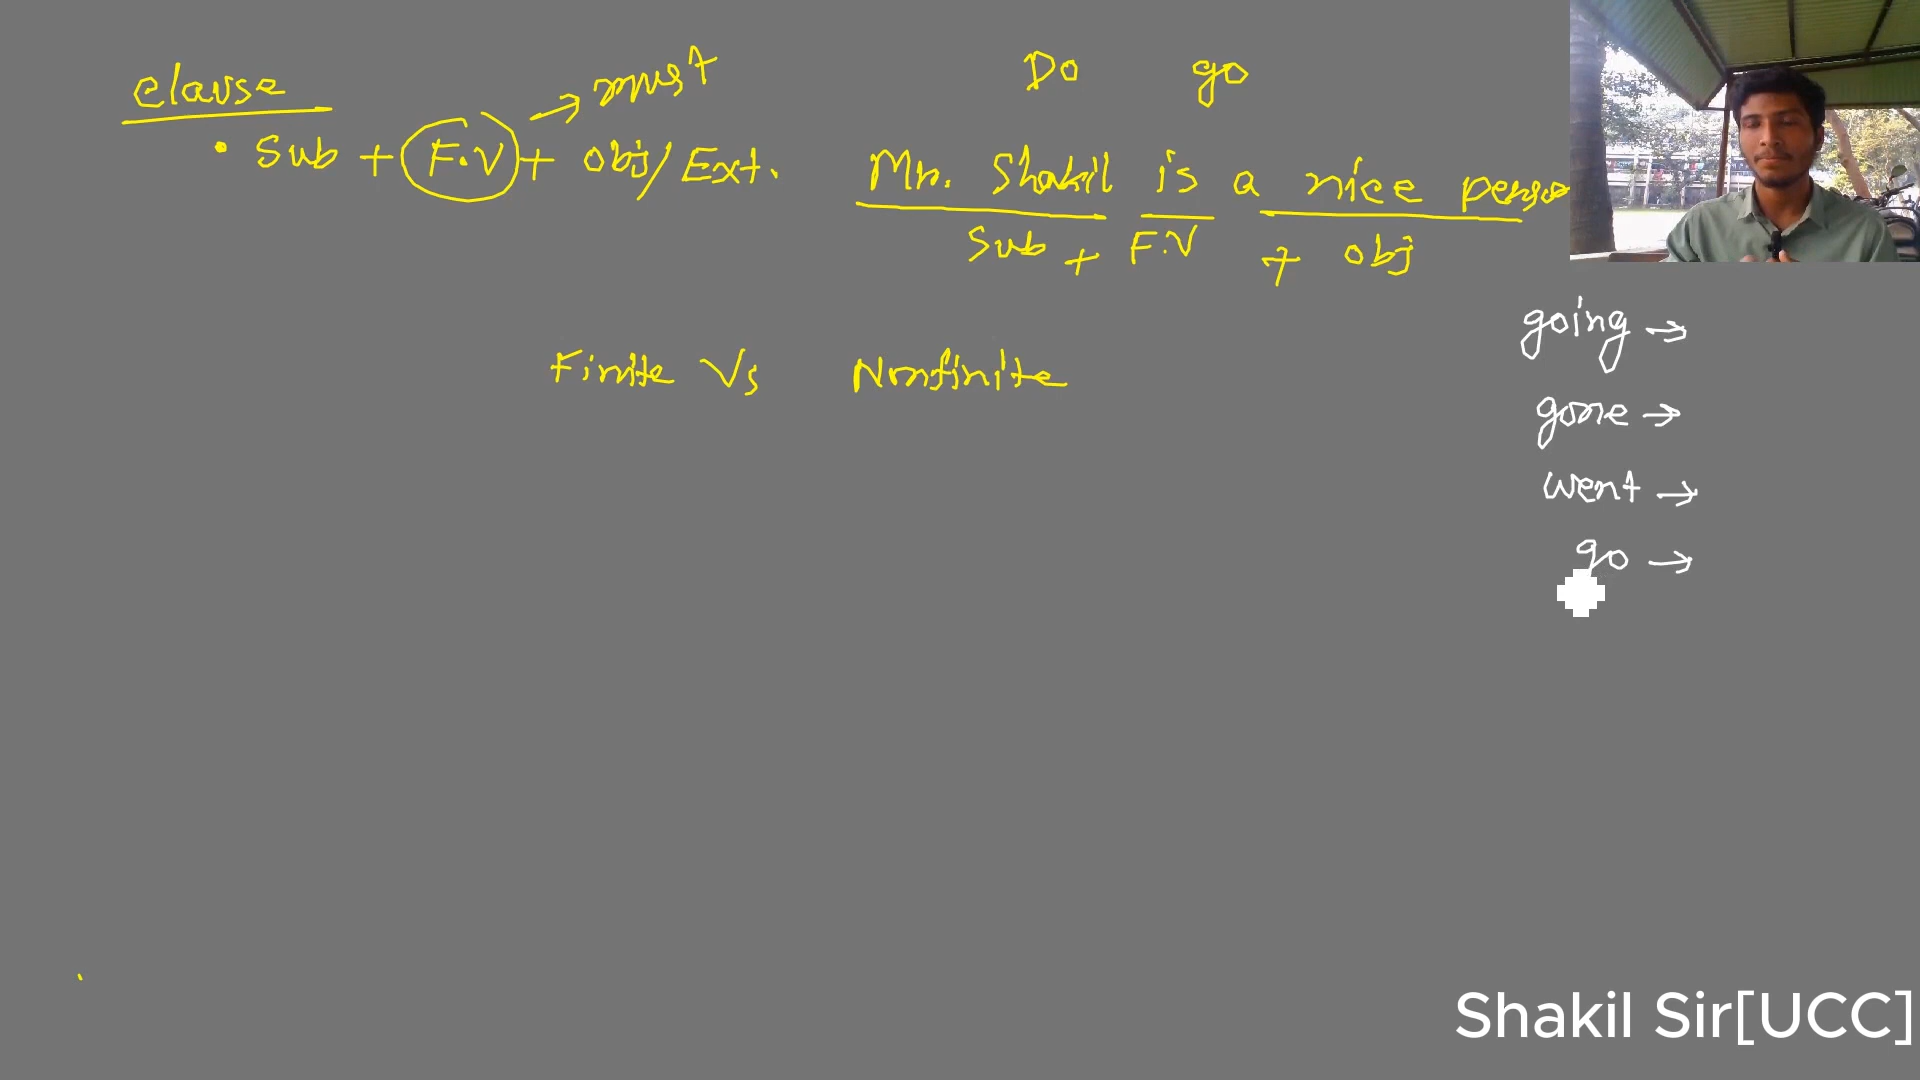 clause
→ must
• Sub + F.V + obj/Ext.
Do go
Mr. Shakil is a nice perso
Sub + F.V + obj
Finite Vs Nonfinite
going →
gone →
went →
go →
Shakil Sir[UCC]